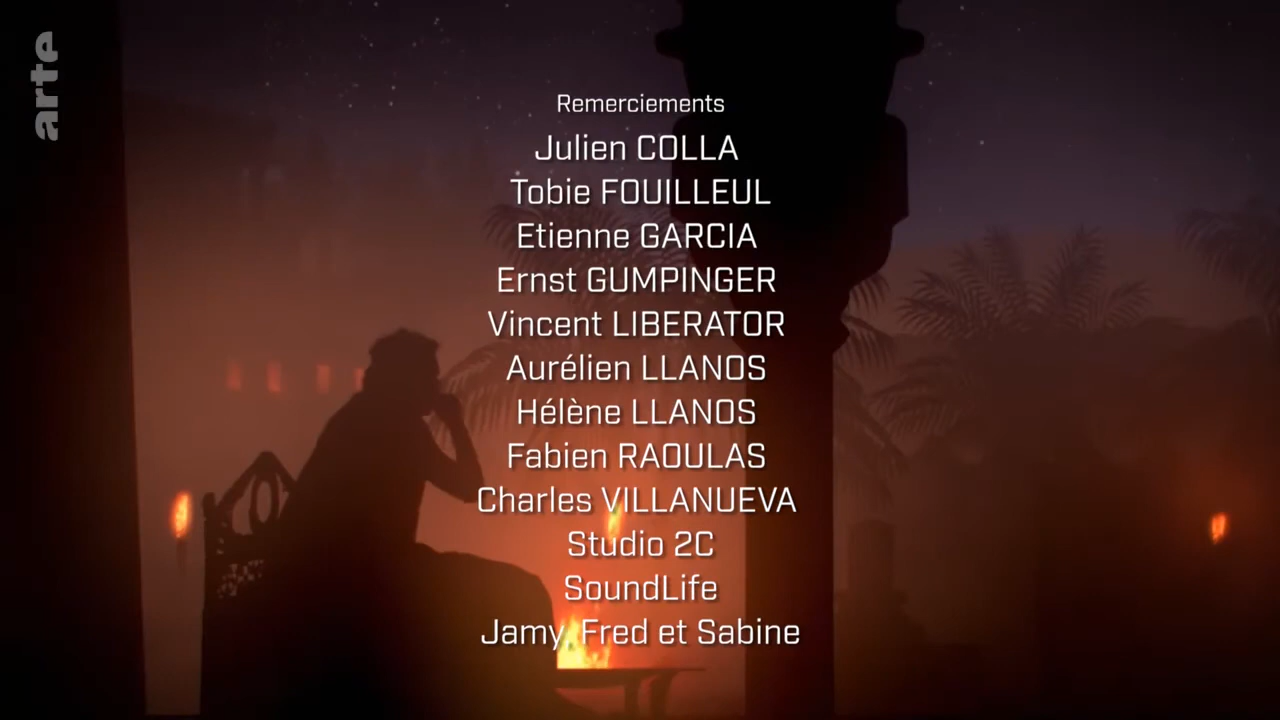 arte
Remerciements
Julien COLLA
Tobie FOUILLEUL
Etienne GARCIA
Ernst GUMPINGER
Vincent LIBERATOR
Aurélien LLANOS
Hélène LLANOS
Fabien RAOULAS
Charles VILLANUEVA
Studio 2C
SoundLife
Jamy, Fred et Sabine